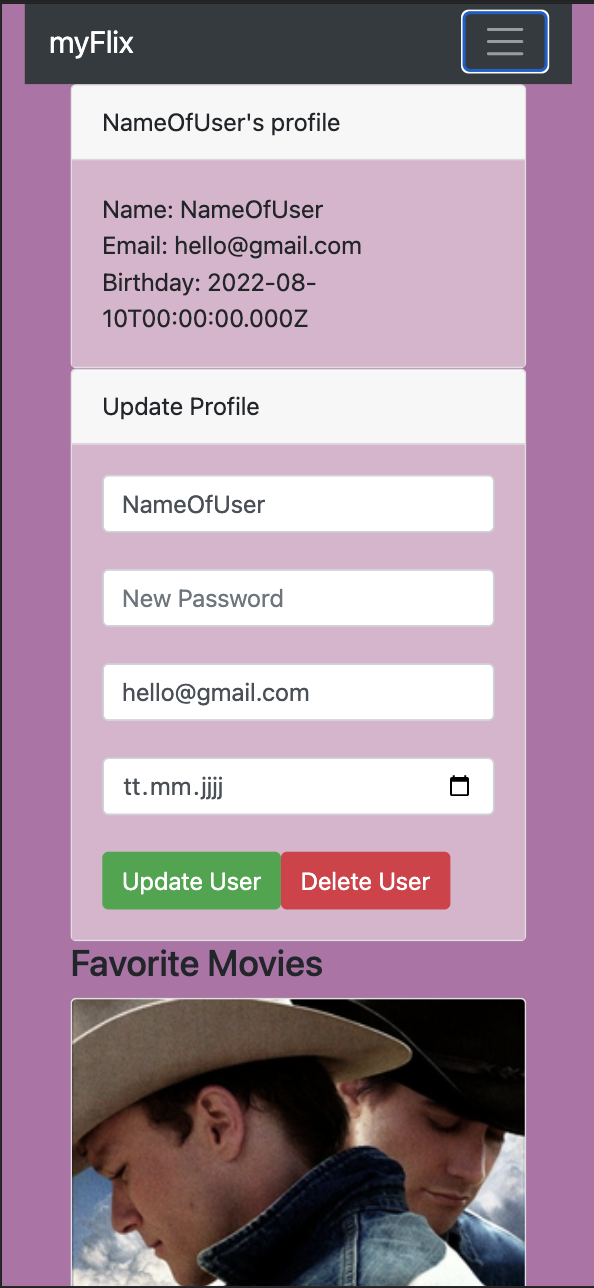 myFlix
NameOfUser's profile
Name: NameOfUser
Email: hello@gmail.com
Birthday: 2022-08-
10T00:00:00.000Z
Update Profile
NameOfUser
New Password
hello@gmail.com
tt.mm.jjjj
Update User Delete User
Favorite Movies